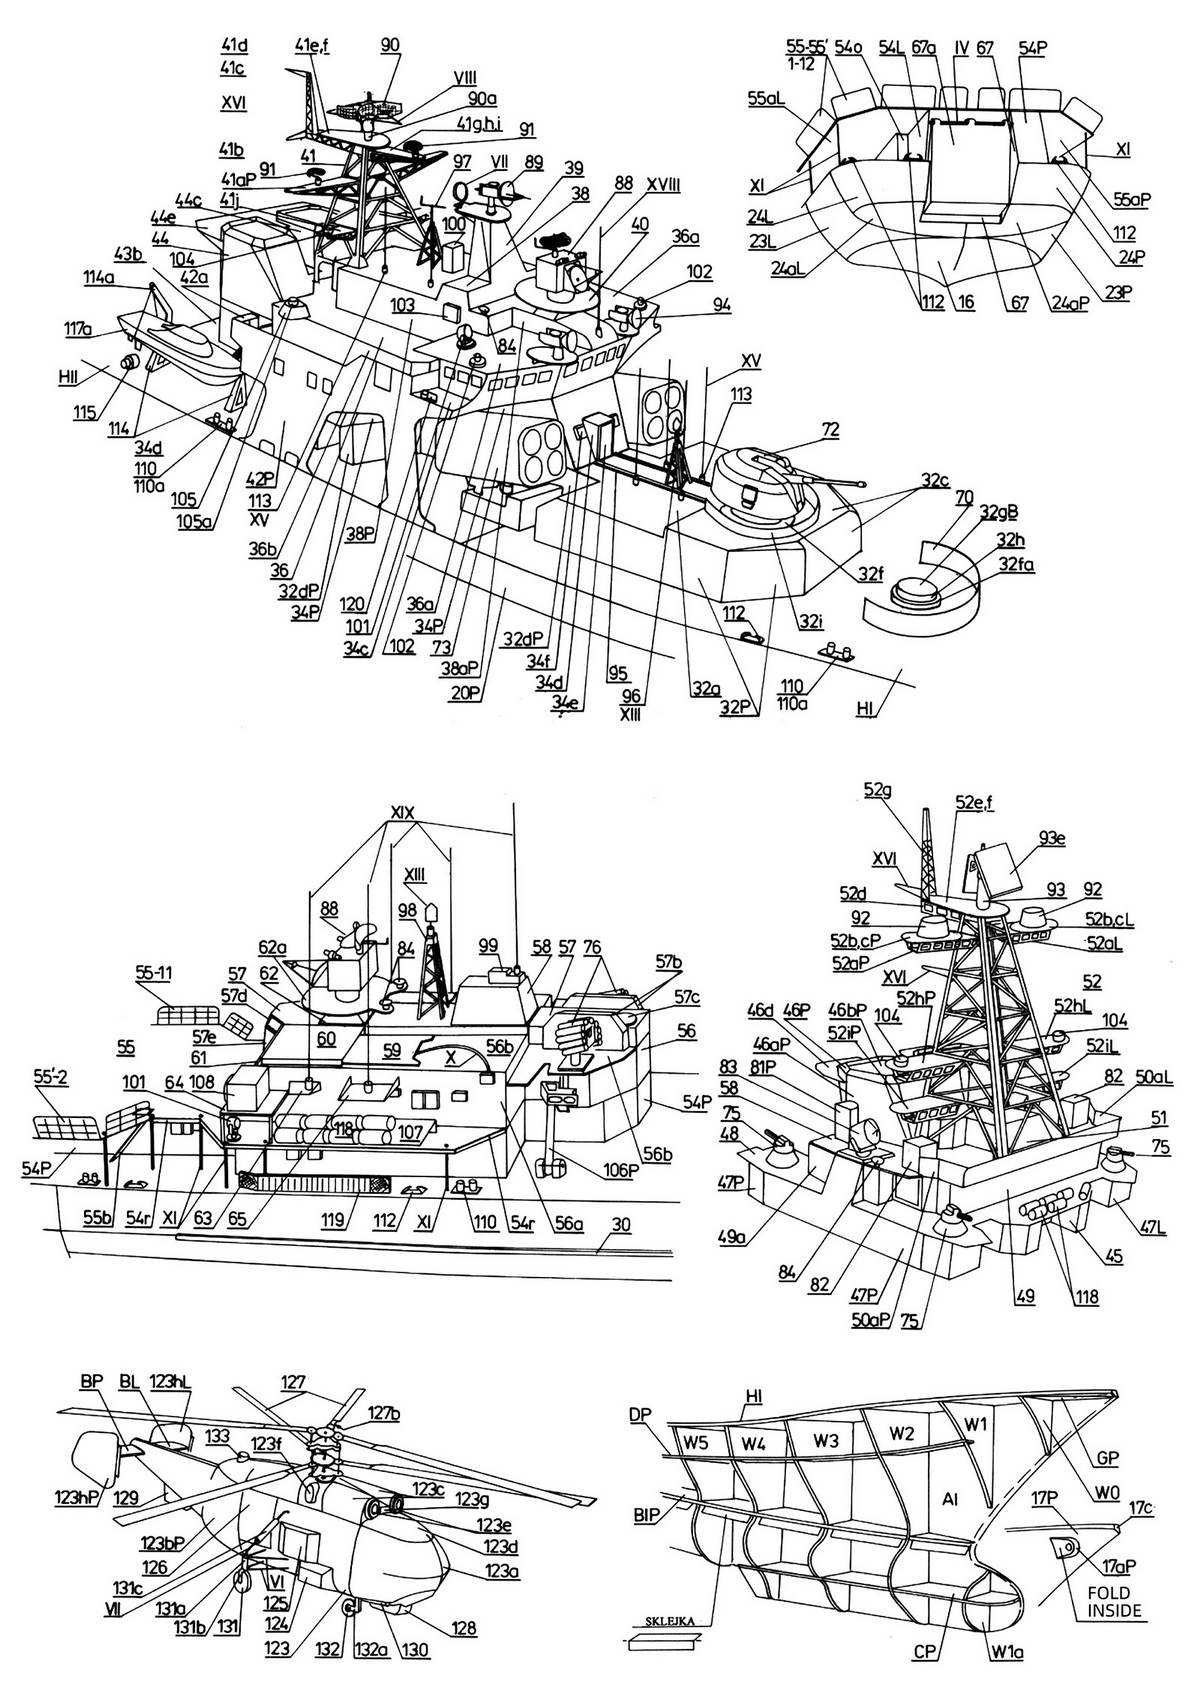 41d 41e,f 90
41c
VIII
XVI 90a
41g,h,i 91
41b 41 97 VII 89 39
91 88
41aP 38 XVIII
44c 41j 40
44e 100 36a
44
43b 104
42a 102
114a 103 94
117a 84
HII XV
115 113
114 72
34d
110 42P 32c
110a 105 113 70
105a XV 38P 32gB
36b 32h
36 32f 32fa
32dP 120 36a 112
34P 101 34P 32dP 32i
34c 102 73 34f
38aP 34d 95 32a 110
20P 34e 96 32P 110a HI
XIII
55-55' 54o 54L 67a IV 67 54P
1-12
55aL
XI XI
24L 55aP
23L 112
24aL 24P
112 16 67 24aP 23P
XIX
XIII
88 98
62a 84 99 58 57 76
55-11 57 62 57b
57d 57c
57e 60 59 X 56b 56
55 61
55'-2 101 64 108
118 107 54P
54P 106P 56b
55b 54r XI 63 65 119 112 XI 110 54r 56a 30
52g 52e,f
93e
XVI
52d 93 92
92 52b,cL
52b,cP 52aL
52aP
XVI 52
46bP 52hP 52hL
46d 46P 104 104
52iP 52iL
46aP
83 82 50aL
81P
58 51
75 75
48
47P
49a 47L
84 45
82 47P 49 118
50aP 75
BP BL 123hL 127
127b
133 123f
123c
123hP 129 123g
123e
123bP 123d
126
131c VI 123a
VII 131a 125
131b 131 124 128
123 132 132a 130
DP HI
W5 W4 W3 W2 W1
GP
W0
A1 17P
BIP 17c
17aP
FOLD
INSIDE
SKLEJKA
CP W1a